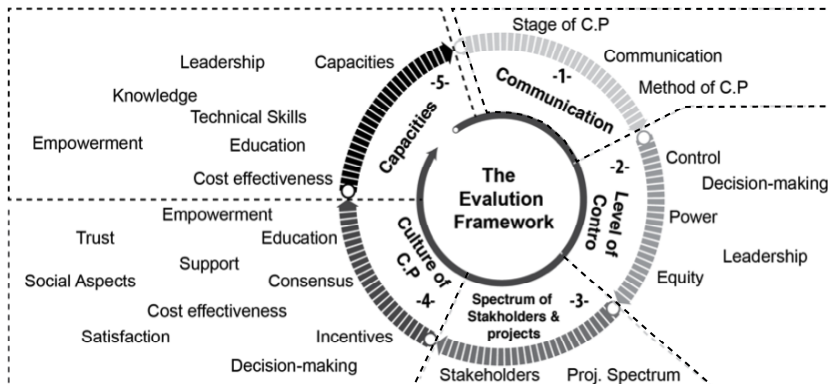 Stage of C.P
Communication
Method of C.P
-1-
Communication
Control
Decision-making
Power
Leadership
Equity
-2-
Level of
Contro
Stakeholders
Proj. Spectrum
-3-
Spectrum of
Stakholders &
projects
Empowerment
Trust
Education
Support
Social Aspects
Consensus
Cost effectiveness
Satisfaction
Incentives
Decision-making
-4-
Culture of
C.P
Leadership
Capacities
Knowledge
Technical Skills
Empowerment
Education
Cost effectiveness
-5-
Capacities
The
Evalution
Framework